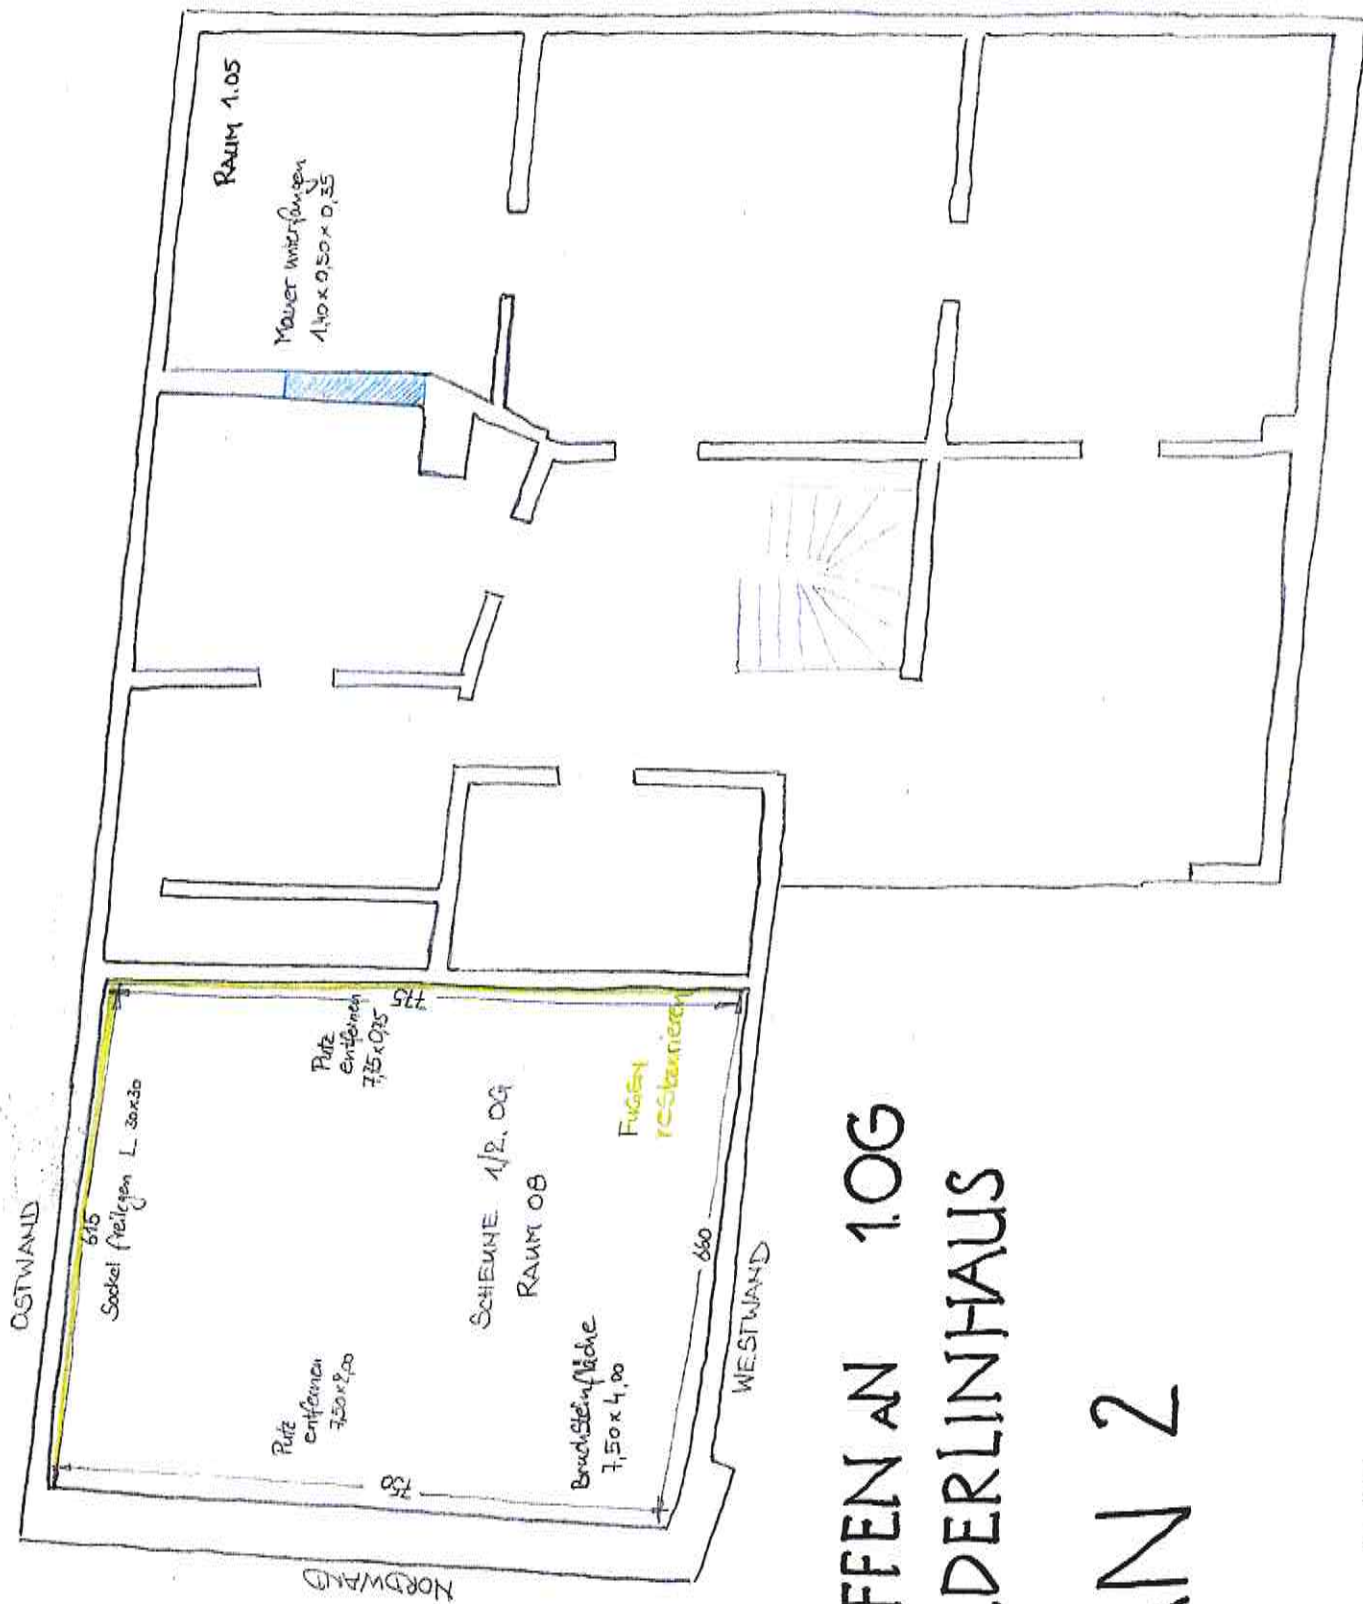 RAUM 1.05
Mauer unterfangen
1,40 x 0,50 x 0,35
OSTWAND
615
Sockel freilegen L 30x30
Putz
entfernen
7,75 x 0,75
775
SCHEUNE 1/2. OG
RAUM 08
FUGEN
Putz
entfernen
7,50 x 2,00
Bruchsteinfläche
7,50 x 4,00
750
660
WESTWAND
NORDWAND
FFEN AN 1.OG
DERLINHAUS
AN 2